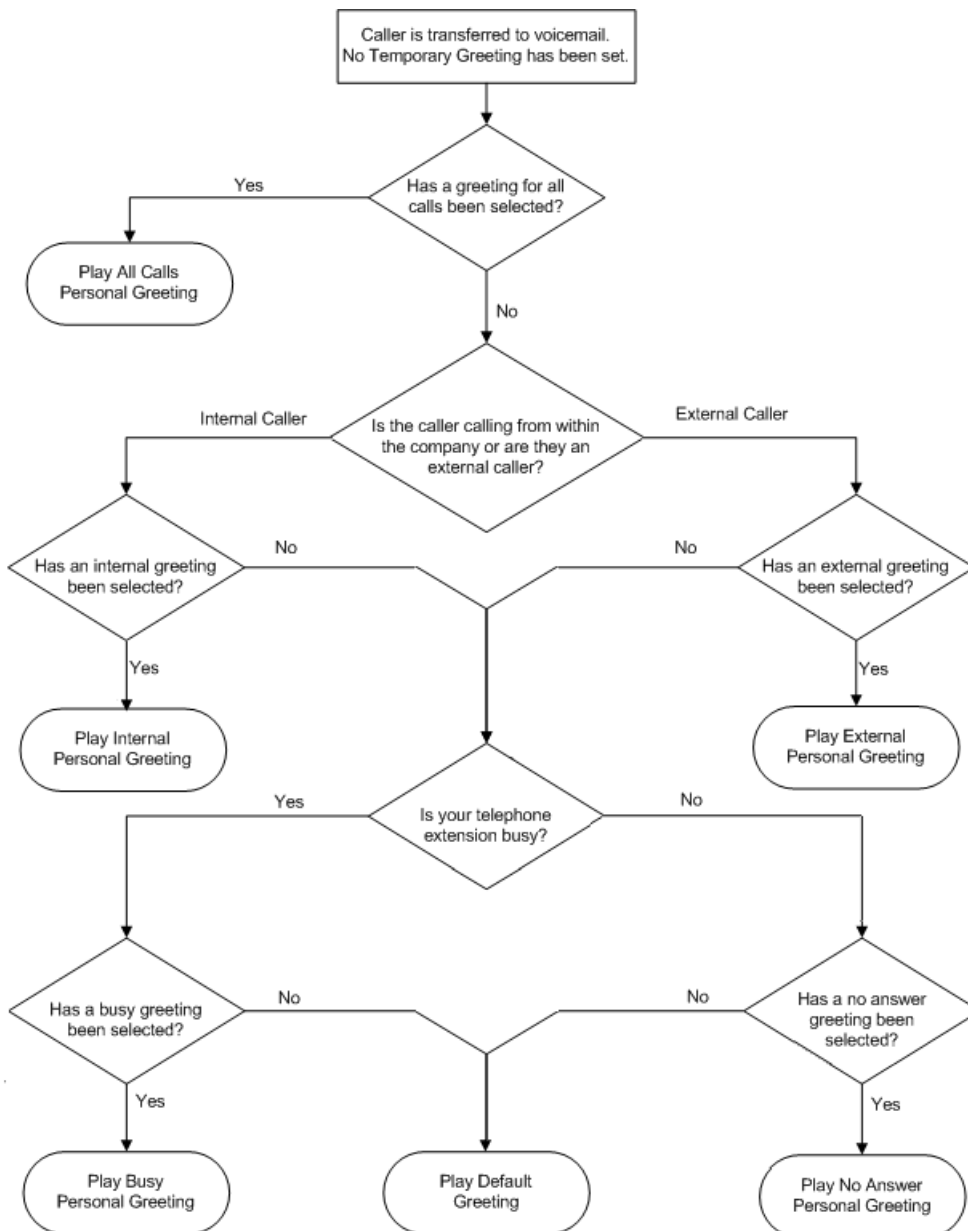 Caller is transferred to voicemail.
No Temporary Greeting has been set.
Has a greeting for all
calls been selected?
Yes
Play All Calls
Personal Greeting
No
Is the caller calling from within
the company or are they an
external caller?
Internal Caller
External Caller
Has an internal greeting
been selected?
No
No
Has an external greeting
been selected?
Yes
Yes
Play Internal
Personal Greeting
Play External
Personal Greeting
Is your telephone
extension busy?
Yes
No
Has a busy greeting
been selected?
No
No
Has a no answer
greeting been
selected?
Yes
Yes
Play Busy
Personal Greeting
Play Default
Greeting
Play No Answer
Personal Greeting